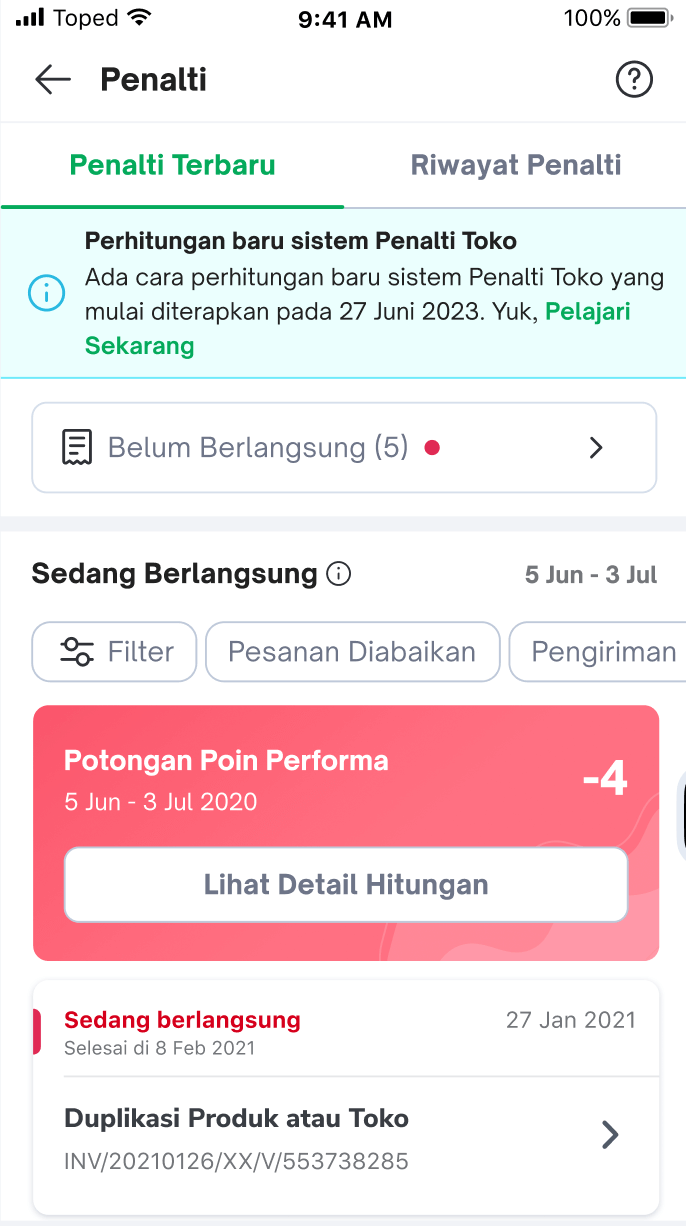 Toped 9:41 AM 100%
Penalti
Penalti Terbaru Riwayat Penalti
Perhitungan baru sistem Penalti Toko
Ada cara perhitungan baru sistem Penalti Toko yang
mulai diterapkan pada 27 Juni 2023. Yuk, Pelajari
Sekarang
Belum Berlangsung (5)
Sedang Berlangsung 5 Jun - 3 Jul
Filter Pesanan Diabaikan Pengiriman
Potongan Poin Performa
-4
5 Jun - 3 Jul 2020
Lihat Detail Hitungan
Sedang berlangsung 27 Jan 2021
Selesai di 8 Feb 2021
Duplikasi Produk atau Toko
INV/20210126/XX/V/553738285